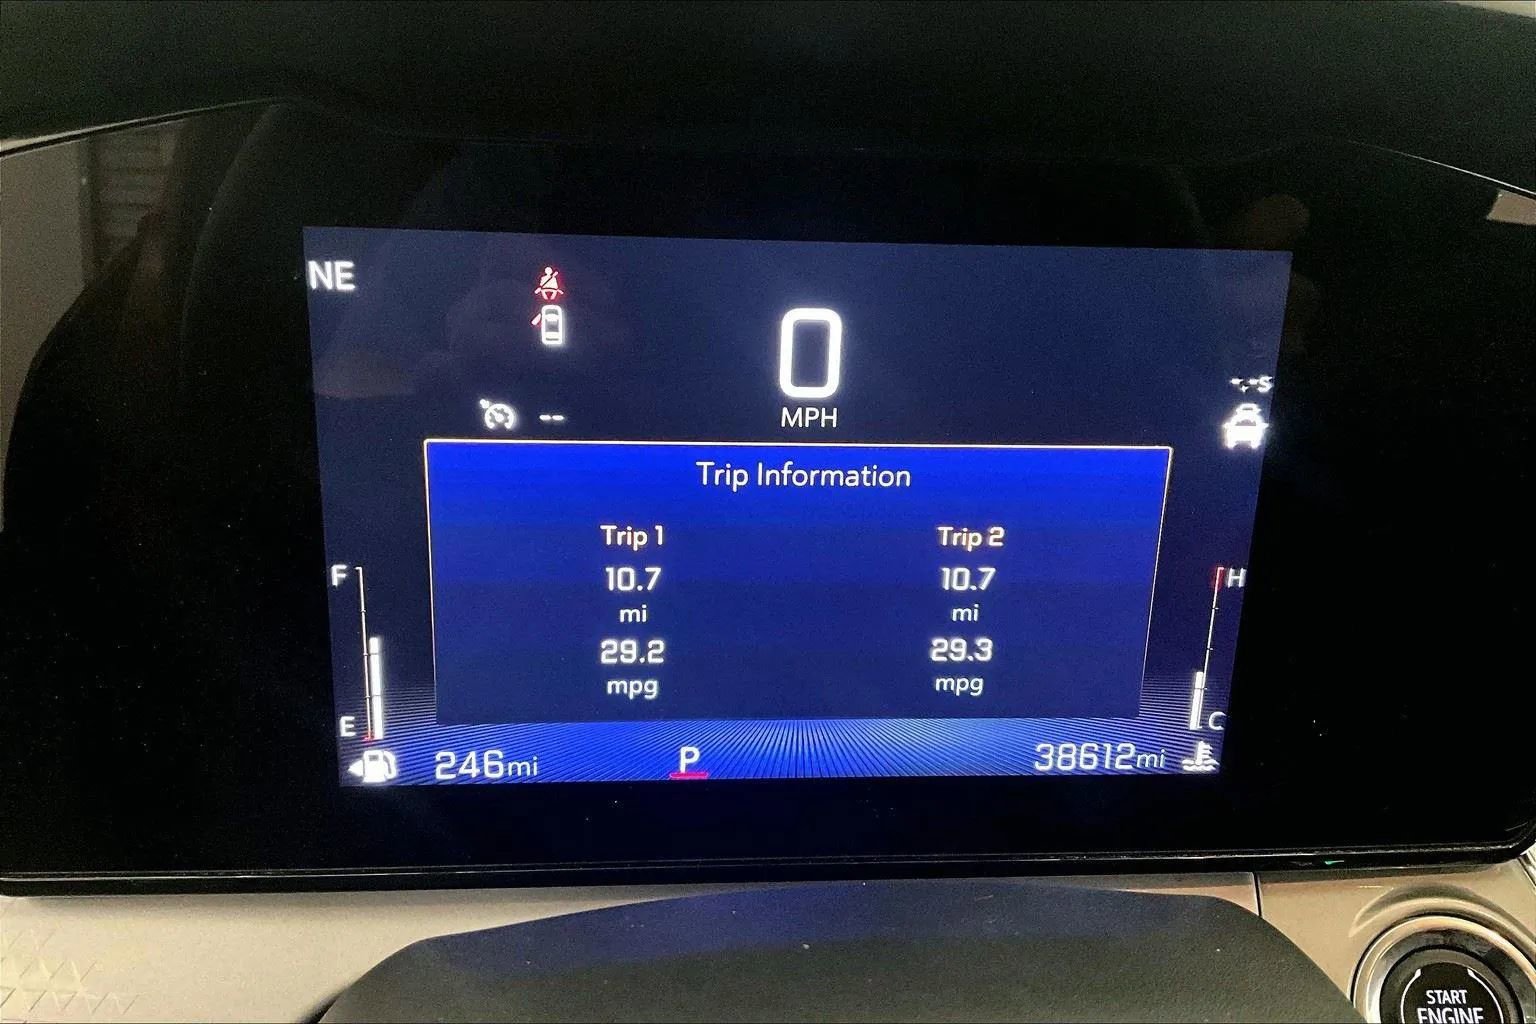 NE
0
MPH
--
-.-s
Trip Information
Trip 1 Trip 2
10.7 10.7
mi mi
29.2 29.3
mpg mpg
F H
E C
246mi P 38612mi
START
ENGINE